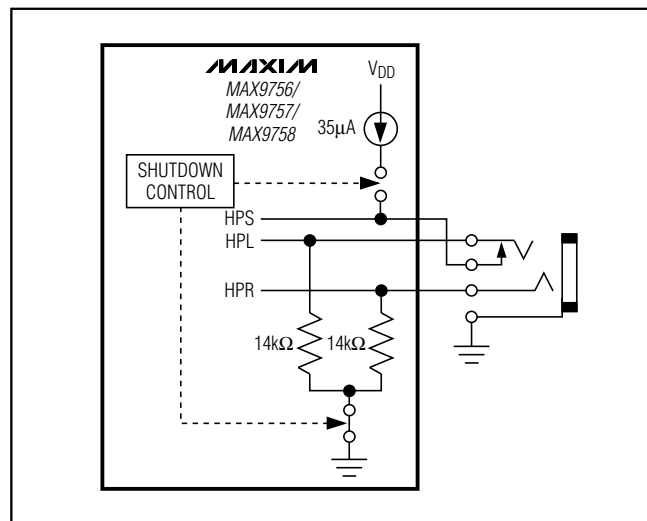 MAXIM
MAX9756/
MAX9757/
MAX9758
VDD
35μA
SHUTDOWN
CONTROL
HPS
HPL
HPR
14kΩ 14kΩ